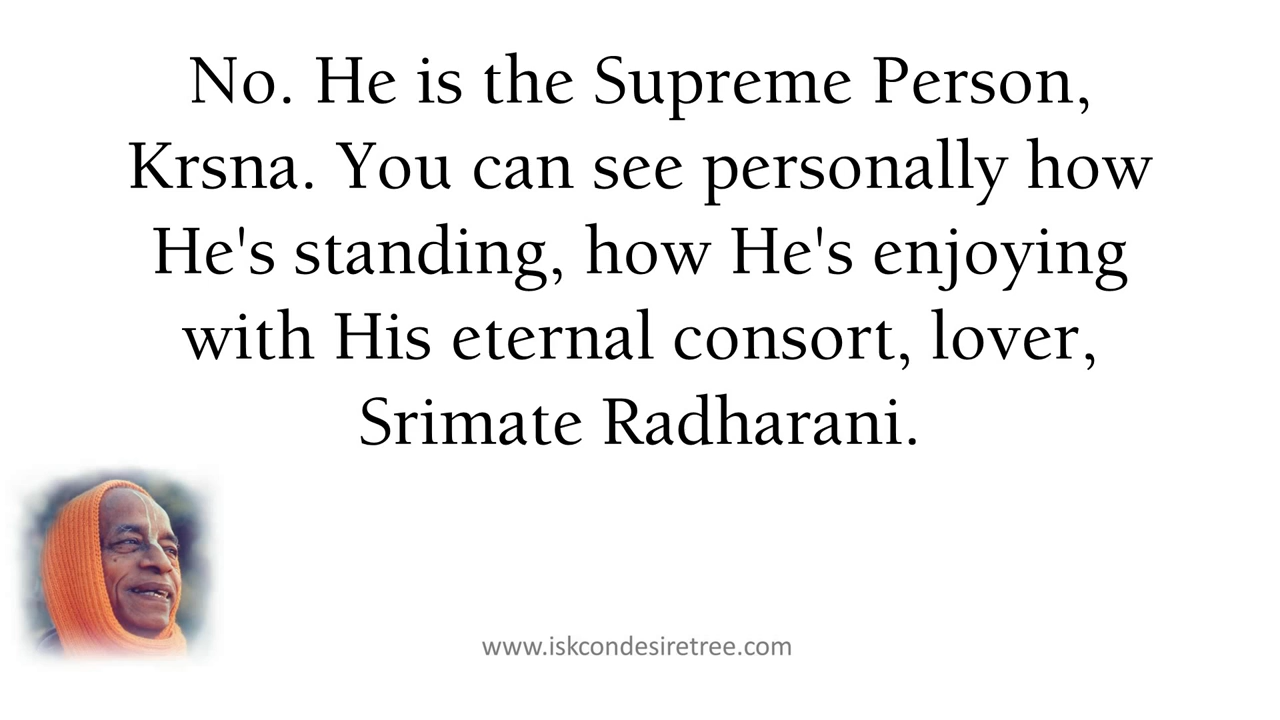 No. He is the Supreme Person,
Krsna. You can see personally how
He's standing, how He's enjoying
with His eternal consort, lover,
Srimate Radharani.
www.iskcondesiretree.com